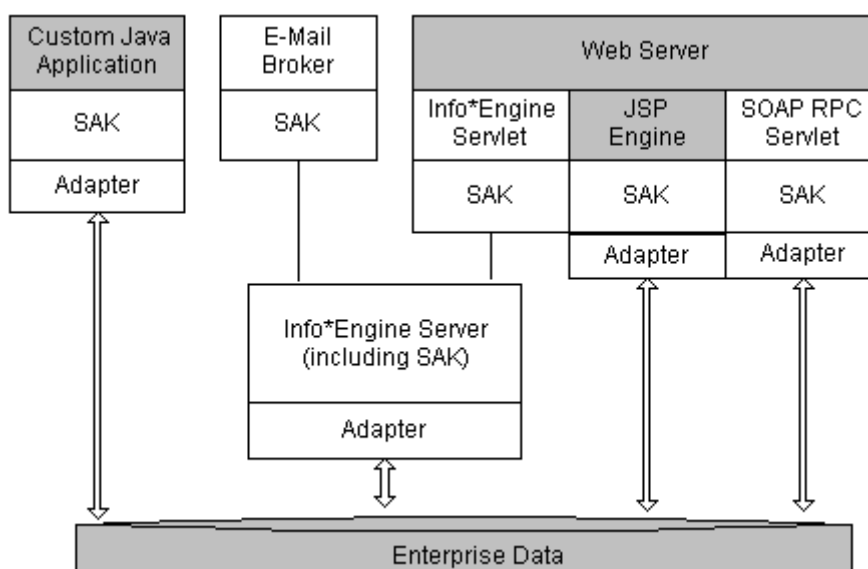 Custom Java
Application
SAK
Adapter
E-Mail
Broker
SAK
Web Server
Info*Engine
Servlet
SAK
JSP
Engine
SAK
Adapter
SOAP RPC
Servlet
SAK
Adapter
Info*Engine Server
(including SAK)
Adapter
Enterprise Data